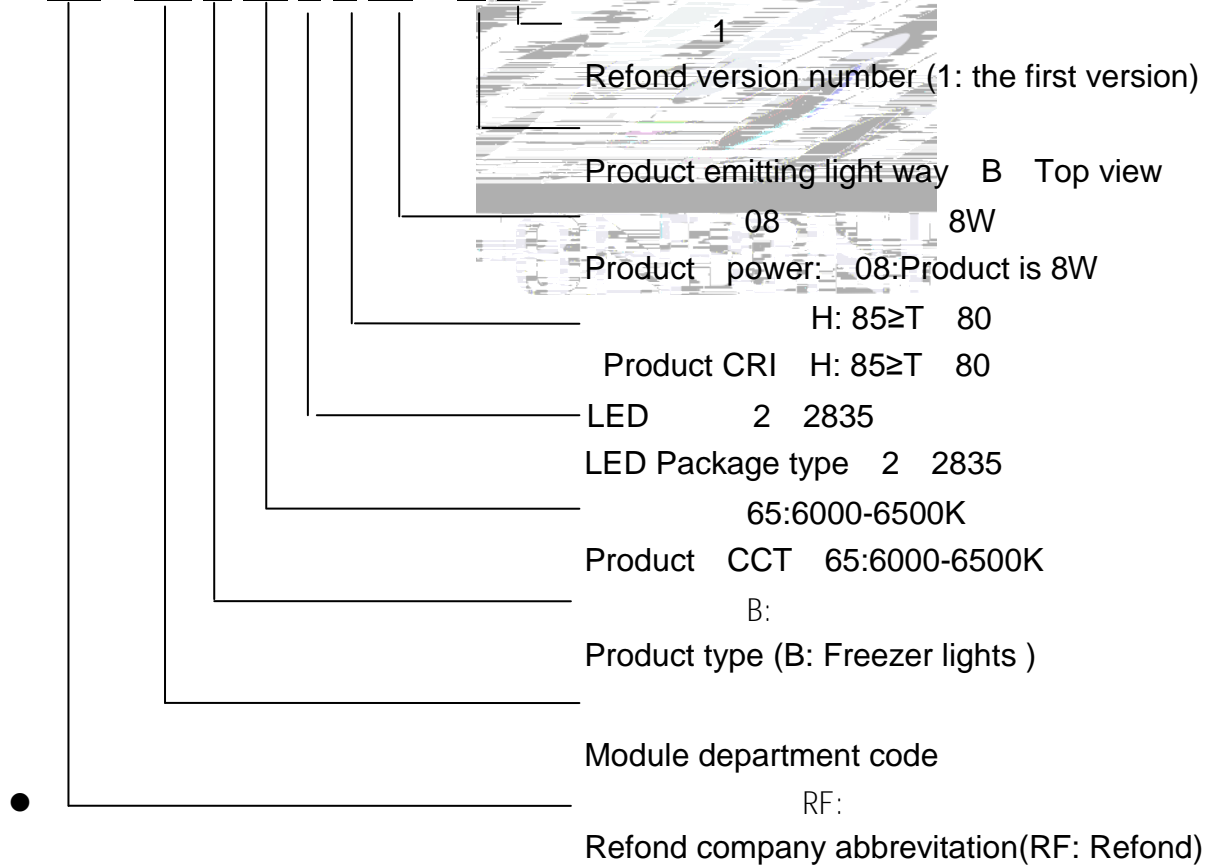 1
Refond version number (1: the first version)
Product emitting light way B Top view
08 8W
Product power: 08:Product is 8W
H: 85≥T 80
Product CRI H: 85≥T 80
LED 2 2835
LED Package type 2 2835
65:6000-6500K
Product CCT 65:6000-6500K
B:
Product type (B: Freezer lights )
Module department code
● RF:
Refond company abbrevitation(RF: Refond)